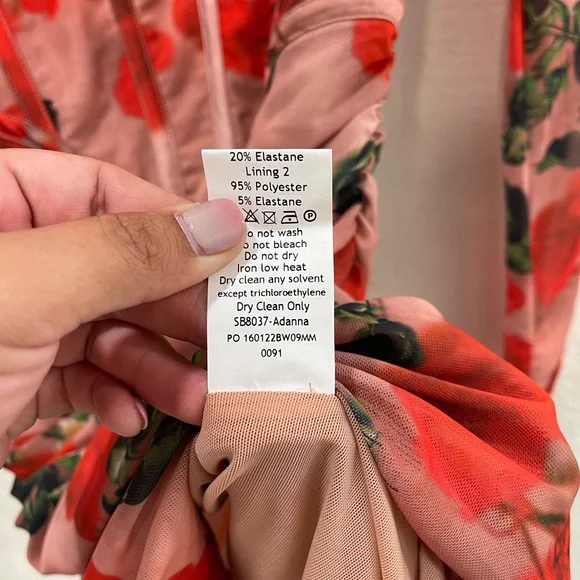 20% Elastane
Lining 2
95% Polyester
5% Elastane
P
o not wash
o not bleach
Do not dry
Iron low heat
Dry clean any solvent
except trichloroethylene
Dry Clean Only
SB8037-Adanna
PO 160122BW09MM
0091